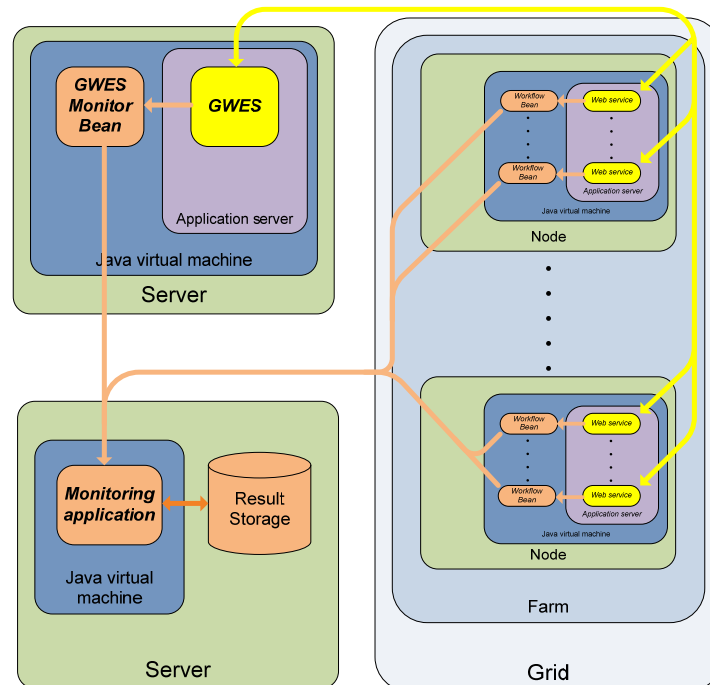 GWES
Monitor
Bean
GWES
Application server
Java virtual machine
Server
Workflow
Bean
Web service
Workflow
Bean
Web service
Application server
Java virtual machine
Node
Workflow
Bean
Web service
Workflow
Bean
Web service
Application server
Java virtual machine
Node
Farm
Grid
Monitoring
application
Result
Storage
Java virtual
machine
Server